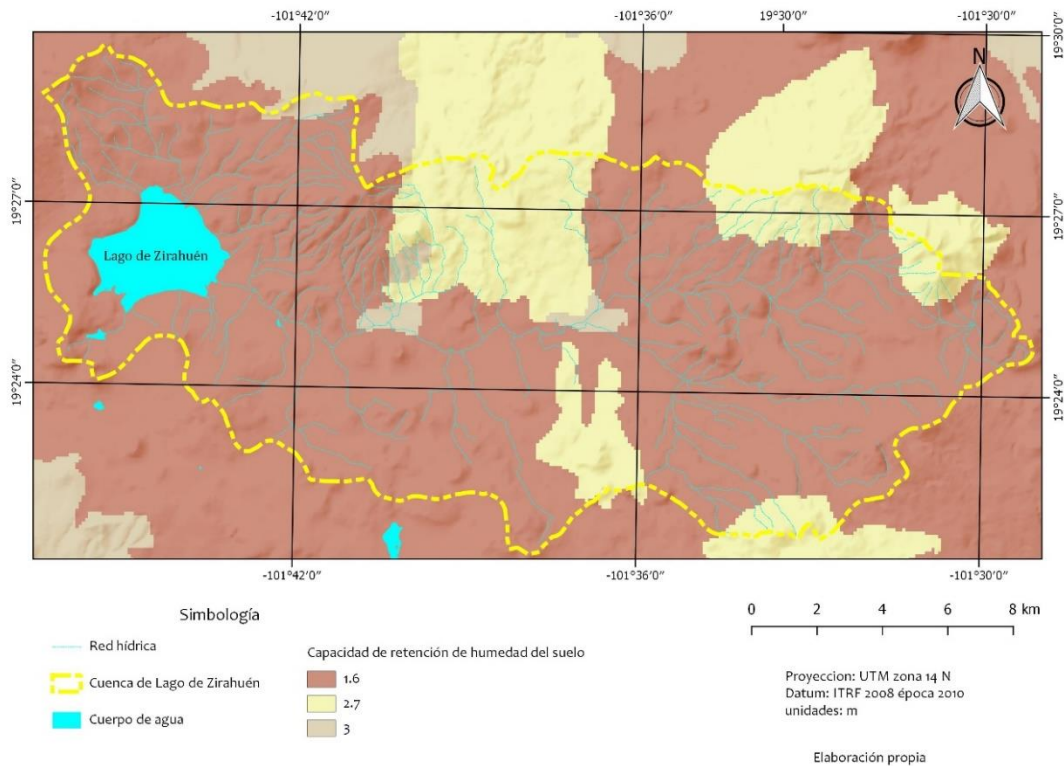 -101°42'0"
-101°36'0"
19°30'0"
-101°30'0"
19°30'0"
N
19°27'0"
19°27'0"
Lago de Zirahuén
19°24'0"
19°24'0"
-101°42'0"
-101°36'0"
-101°30'0"
Simbología
Red hídrica
Cuenca de Lago de Zirahuén
Cuerpo de agua
Capacidad de retención de humedad del suelo
1.6
2.7
3
0 2 4 6 8 km
Proyeccion: UTM zona 14 N
Datum: ITRF 2008 época 2010
unidades: m
Elaboración propia